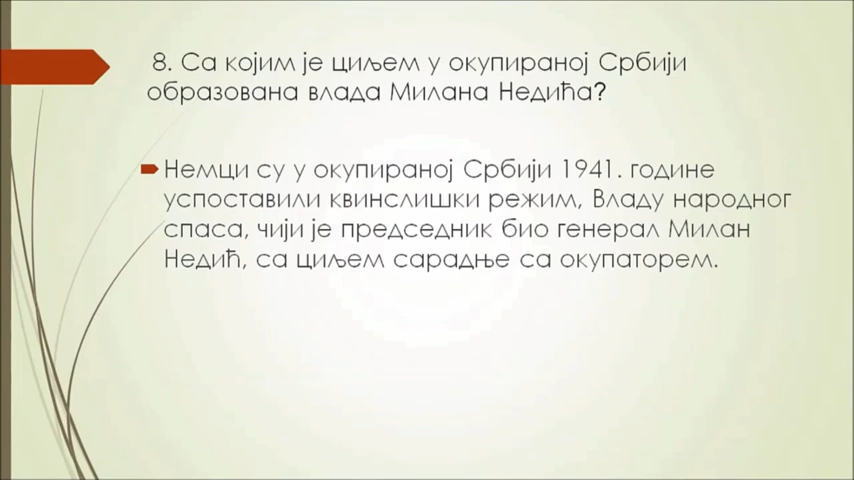 8. Са којим је циљем у окупираној Србији
образована влада Милана Недића?
Немци су у окупираној Србији 1941. године
успоставили квинслишки режим, Владу народног
спаса, чији је председник био генерал Милан
Недић, са циљем сарадње са окупаторем.